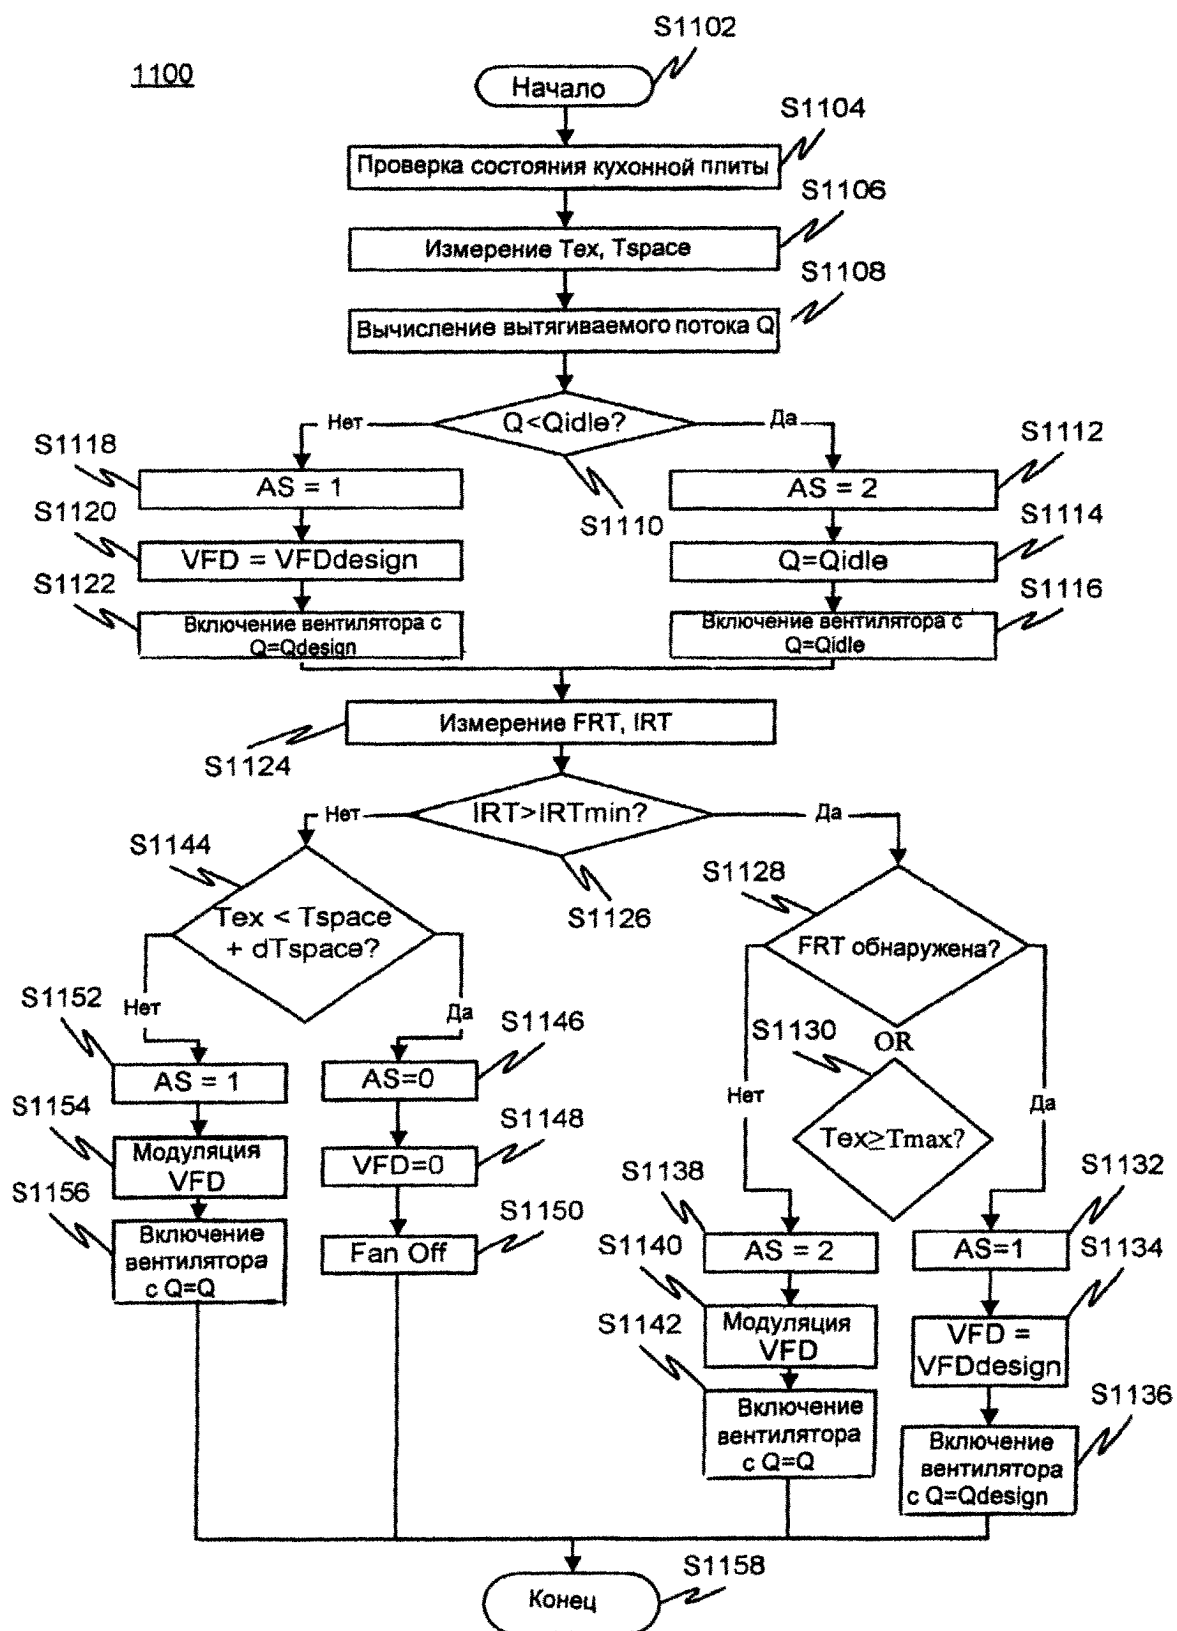 S1102
1100
Начало
S1104
Проверка состояния кухонной плиты
S1106
Измерение Tex, Tspace
S1108
Вычисление вытягиваемого потока Q
Q<Qidle?
Нет
Да
S1110
S1118
AS = 1
S1112
AS = 2
S1120
VFD = VFDdesign
S1114
Q=Qidle
S1122
Включение вентилятора с
Q=Qdesign
S1116
Включение вентилятора с
Q=Qidle
Измерение FRT, IRT
S1124
IRT>IRTmin?
Нет
Да
S1126
S1144
Tex < Tspace
+ dTspace?
Нет
Да
S1128
FRT обнаружена?
OR
S1130
Tex≥Tmax?
Нет
Да
S1152
AS = 1
S1146
AS=0
S1154
Модуляция
VFD
S1148
VFD=0
S1156
Включение
вентилятора
с Q=Q
S1150
Fan Off
S1138
AS = 2
S1132
AS=1
S1140
Модуляция
VFD
S1134
VFD =
VFDdesign
S1142
Включение
вентилятора
с Q=Q
S1136
Включение
вентилятора
с Q=Qdesign
S1158
Конец